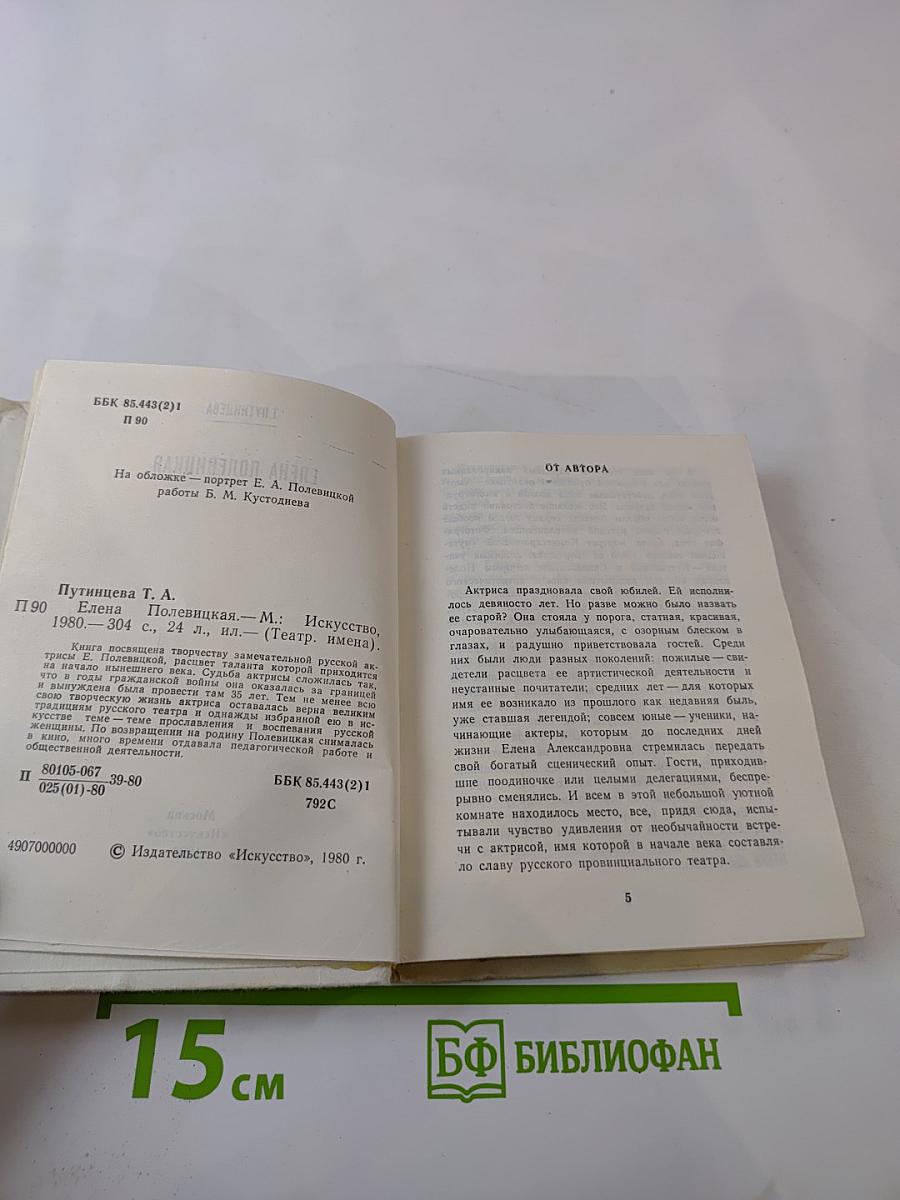 ББК 85.443(2)1
П 90
На обложке — портрет Е. А. Полевицкой
работы Б. М. Кустодиева
Путинцева Т. А.
П 90 Елена Полевицкая.— М.: Искусство,
1980.— 304 с., 24 л., ил.— (Театр. имена).
Книга посвящена творчеству замечательной русской ак-
трисы Е. Полевицкой, расцвет таланта которой приходится
на начало нынешнего века. Судьба актрисы сложилась так,
что в годы гражданской войны она оказалась за границей
и вынуждена была провести там 35 лет. Тем не менее всю
свою творческую жизнь актриса оставалась верна великим
традициям русского театра и однажды избранной ею в ис-
кусстве теме — теме прославления и воспевания русской
женщины. По возвращении на родину Полевицкая снималась
в кино, много времени отдавала педагогической работе и
общественной деятельности.
П 80105-067
025(01)-80 39-80
ББК 85.443(2)1
792С
4907000000 © Издательство «Искусство», 1980 г.
ОТ АВТОРА
Актриса праздновала свой юбилей. Ей исполни-
лось девяносто лет. Но разве можно было назвать
ее старой? Она стояла у порога, статная, красивая,
очаровательно улыбающаяся, с озорным блеском в
глазах, и радушно приветствовала гостей. Среди
них были люди разных поколений: пожилые — сви-
детели расцвета ее артистической деятельности и
неустанные почитатели; средних лет — для которых
имя ее возникало из прошлого как недавняя быль,
уже ставшая легендой; совсем юные — ученики, на-
чинающие актеры, которым до последних дней
жизни Елена Александровна стремилась передать
свой богатый сценический опыт. Гости, приходив-
шие поодиночке или целыми делегациями, беспре-
рывно сменялись. И всем в этой небольшой уютной
комнате находилось место, все, придя сюда, испы-
тывали чувство удивления от необычайности встре-
чи с актрисой, имя которой в начале века составля-
ло славу русского провинциального театра.
5
15 см
БФ БИБЛИОФАН